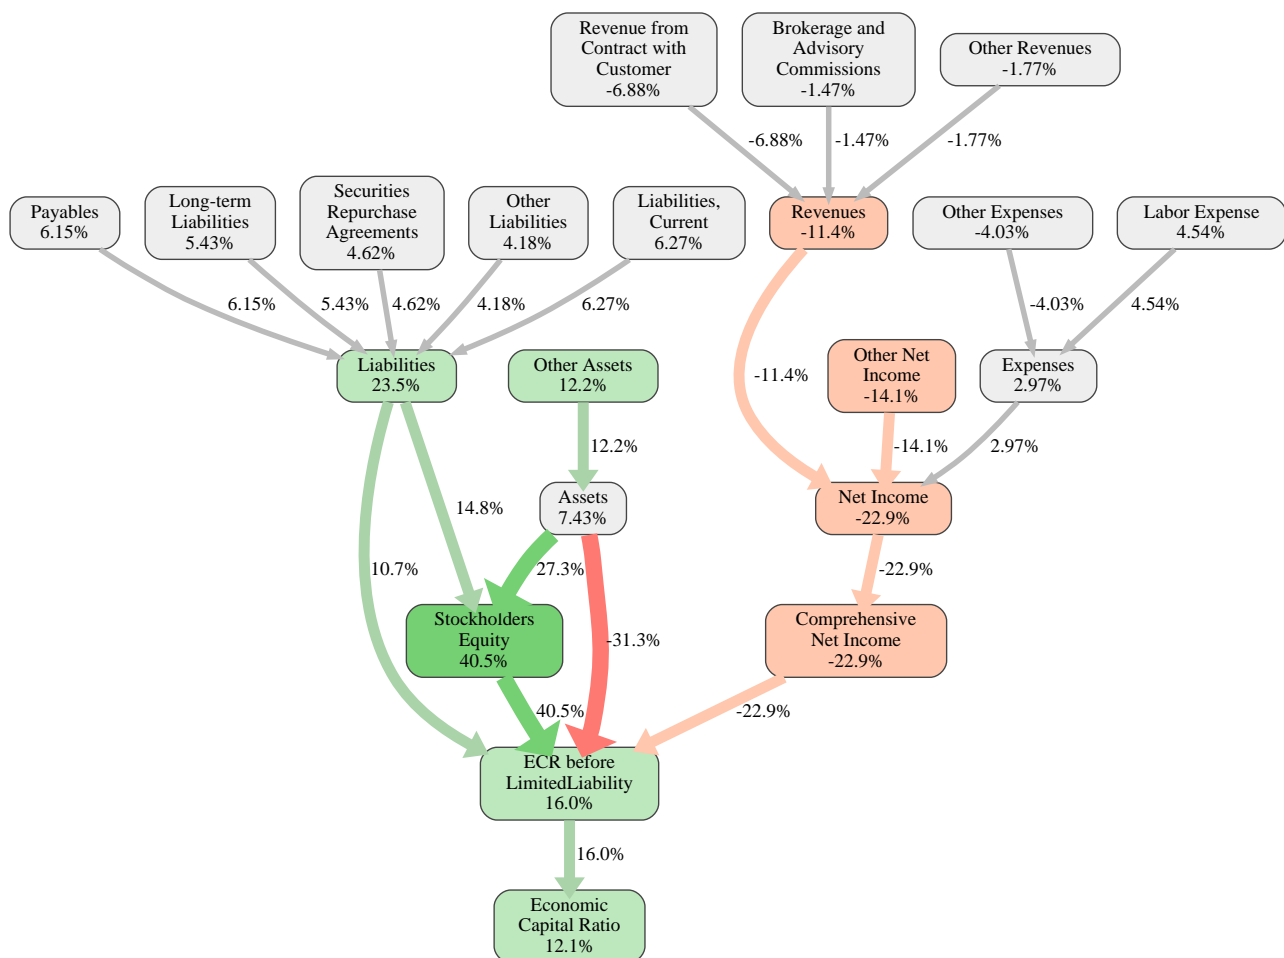 Revenue from
Contract with
Customer
-6.88%
Brokerage and
Advisory
Commissions
-1.47%
Other Revenues
-1.77%
-6.88%
-1.47%
-1.77%
Payables
6.15%
Long-term
Liabilities
5.43%
Securities
Repurchase
Agreements
4.62%
Other
Liabilities
4.18%
Liabilities,
Current
6.27%
Revenues
-11.4%
Other Expenses
-4.03%
Labor Expense
4.54%
6.15%
5.43%
4.62%
4.18%
6.27%
-4.03%
4.54%
Liabilities
23.5%
Other Assets
12.2%
-11.4%
Other Net
Income
-14.1%
Expenses
2.97%
12.2%
-14.1%
2.97%
14.8%
Assets
7.43%
Net Income
-22.9%
10.7%
27.3%
-22.9%
Stockholders
Equity
40.5%
-31.3%
Comprehensive
Net Income
-22.9%
40.5%
-22.9%
ECR before
LimitedLiability
16.0%
16.0%
Economic
Capital Ratio
12.1%